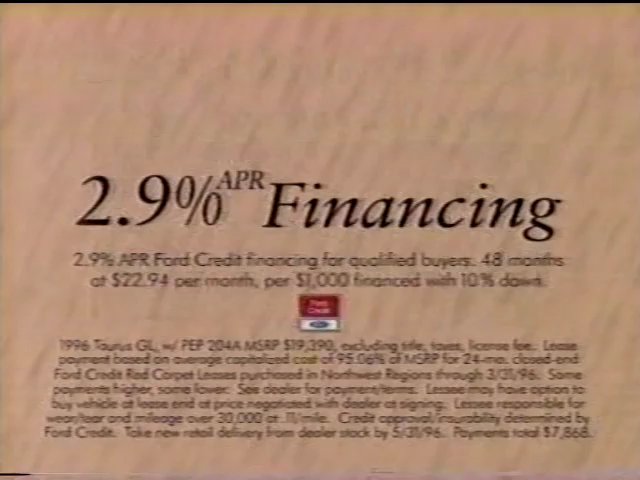 2.9% APR Financing
2.9% APR Ford Credit financing for qualified buyers. 48 months
at $22.94 per month, per $1,000 financed with 10% down.
Ford
Credit
Ford
1996 Taurus GL, w/ PEP 204A MSRP $19,390, excluding title, taxes, license fee. Lease
payment based on average capitalized cost of 95.06% of MSRP for 24-mo. closed-end
Ford Credit Red Carpet Leases purchased in Northwest Regions through 3/31/96. Some
payments higher, some lower. See dealer for payment/terms. Lessee may have option to
buy vehicle at lease end at price negotiated with dealer at signing. Lessee responsible for
wear/tear and mileage over 30,000 at .11/mile. Credit approval/insurability determined by
Ford Credit. Take new retail delivery from dealer stock by 5/31/96. Payments total $7,868.